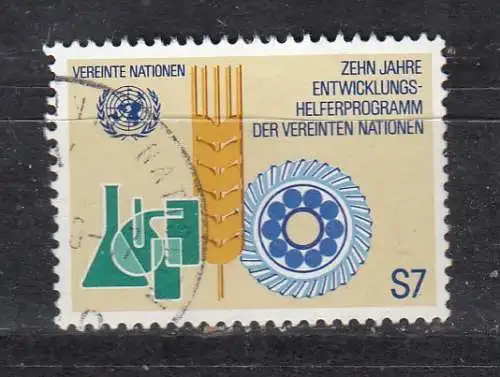 VEREINTE NATIONEN
ZEHN JAHRE
ENTWICKLUNGS-
HELFERPROGRAMM
DER VEREINTEN NATIONEN
S7